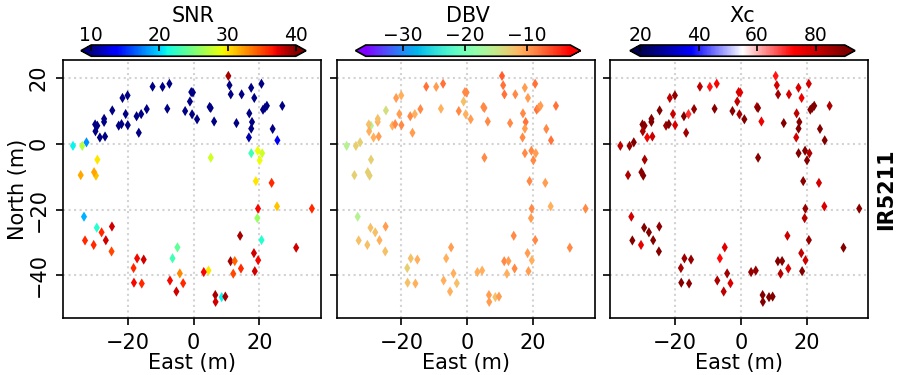 SNR DBV Xc
10 20 30 40 −30 −20 −10 20 40 60 80
20
0
−20
−40
North (m)
−20 0 20 −20 0 20 −20 0 20
East (m) East (m) East (m)
IR5211